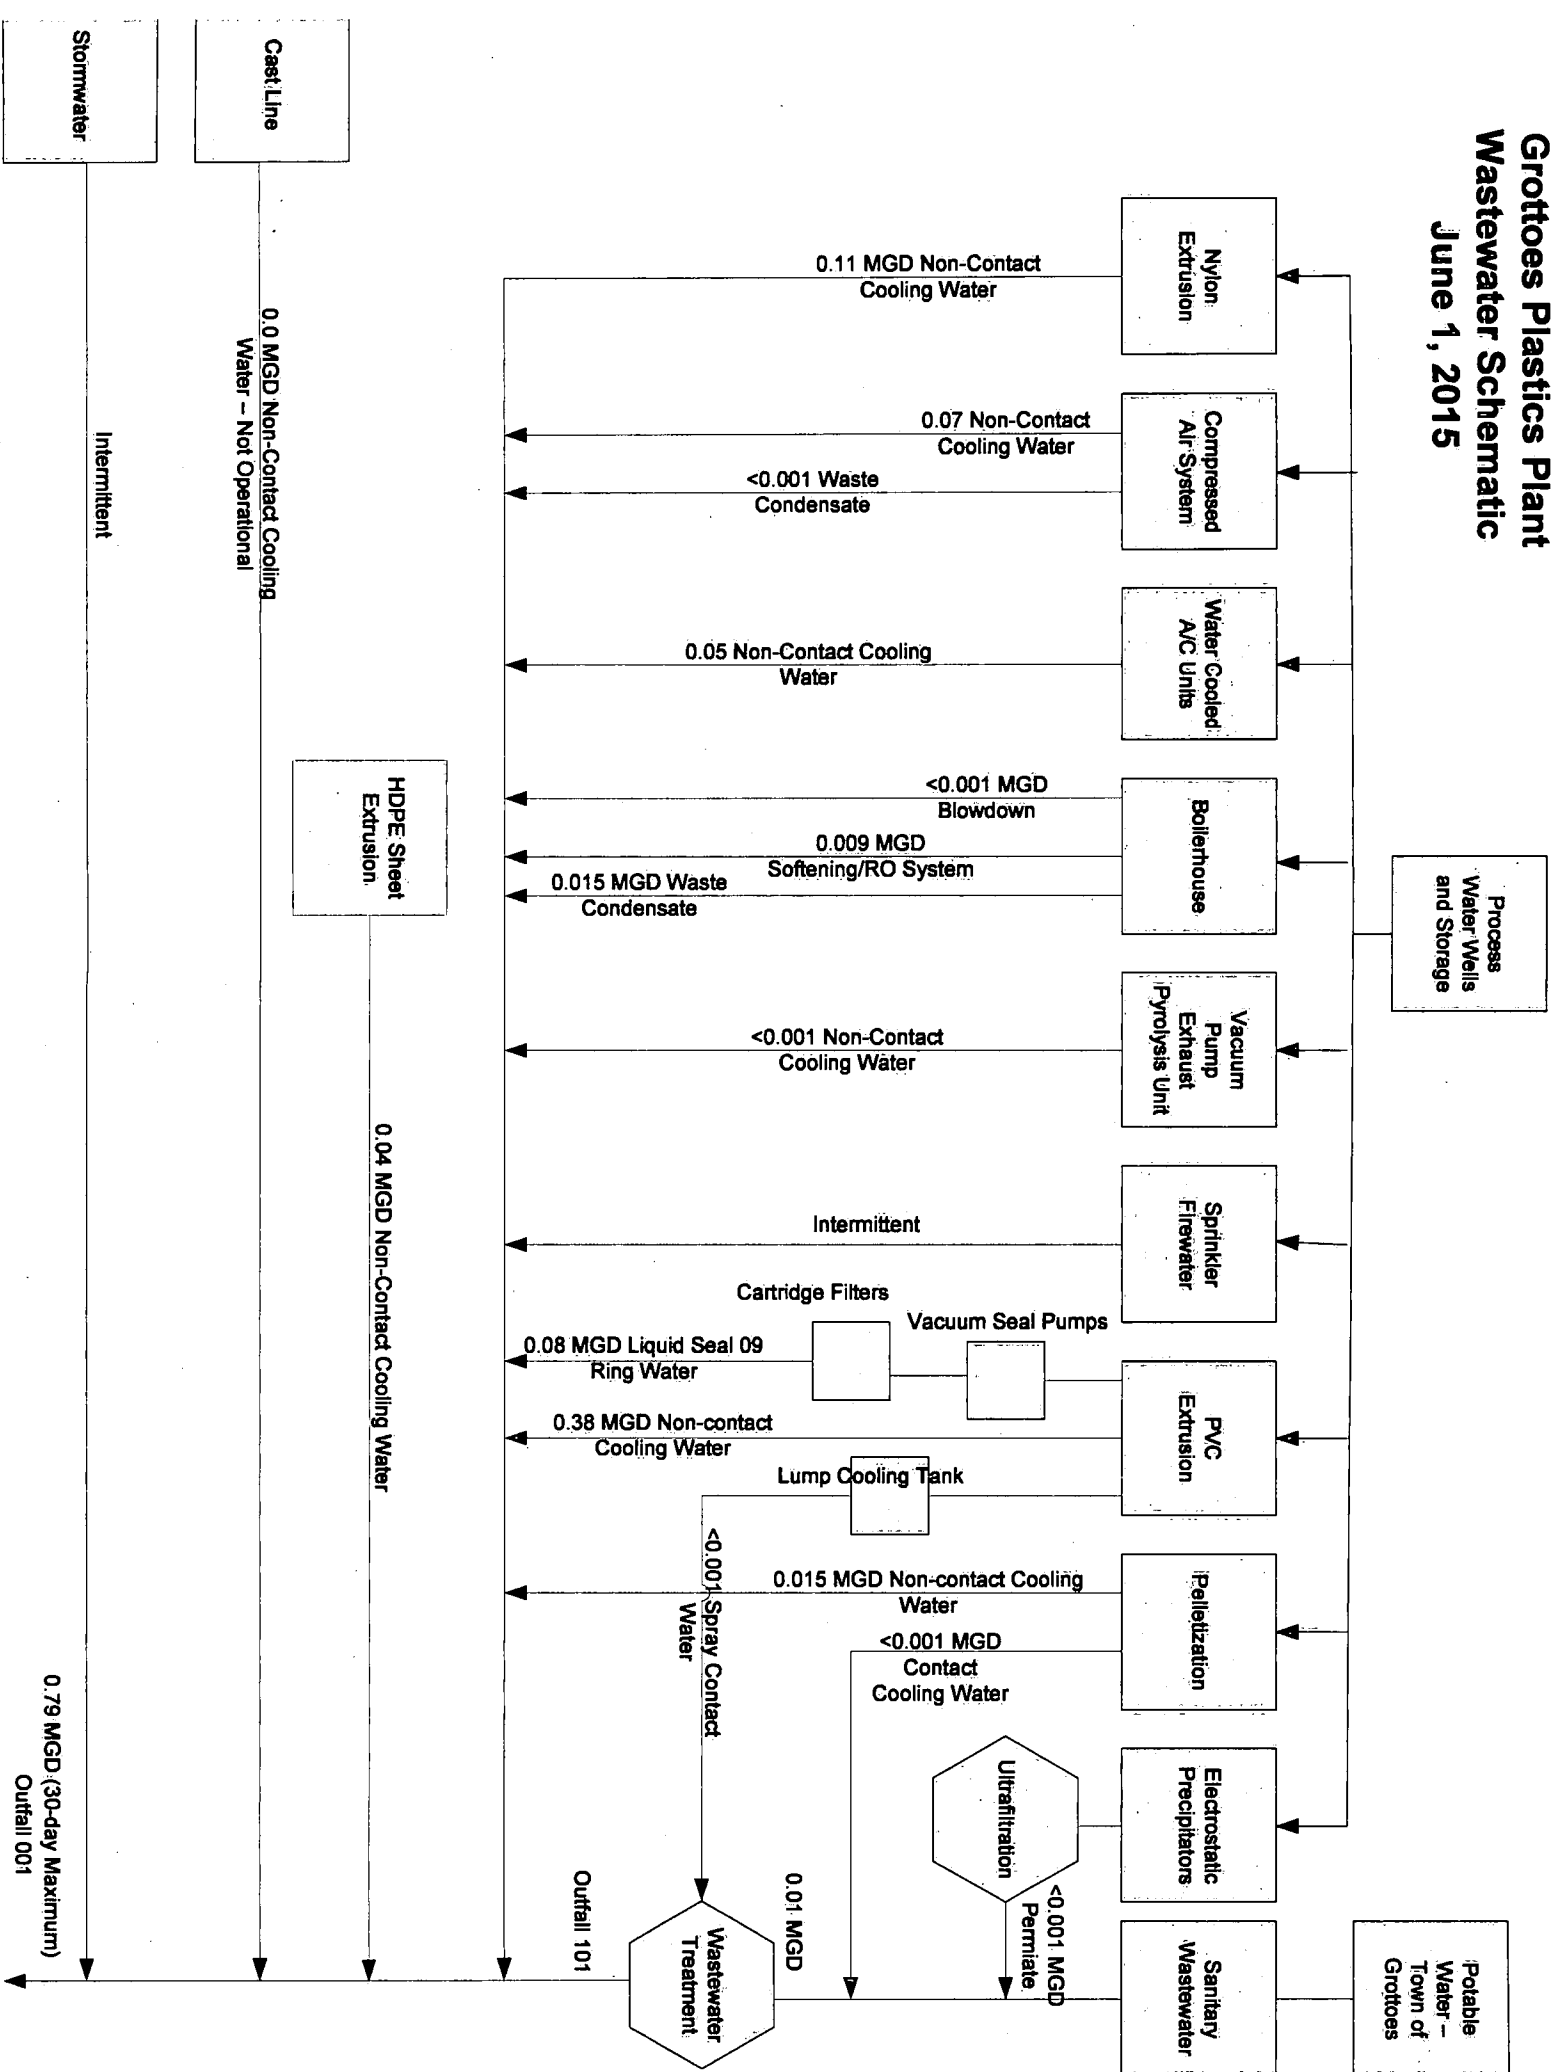 Grottoes Plastics Plant
Wastewater Schematic
June 1, 2015
Process
Water Wells
and Storage
Potable
Water –
Town of
Grottoes
Nylon
Extrusion
Compressed
Air System
Water Cooled
A/C Units
Boilerhouse
Vacuum
Pump
Exhaust
Pyrolysis Unit
Sprinkler
Firewater
PVC
Extrusion
Pelletization
Electrostatic
Precipitators
Sanitary
Wastewater
0.11 MGD Non-Contact
Cooling Water
0.07 Non-Contact
Cooling Water
<0.001 Waste
Condensate
0.05 Non-Contact Cooling
Water
<0.001 MGD
Blowdown
0.009 MGD
Softening/RO System
0.015 MGD Waste
Condensate
<0.001 Non-Contact
Cooling Water
Intermittent
Cartridge Filters
Vacuum Seal Pumps
0.08 MGD Liquid Seal 09
Ring Water
0.38 MGD Non-contact
Cooling Water
Lump Cooling Tank
<0.001 Spray Contact
Water
0.015 MGD Non-contact Cooling
Water
<0.001 MGD
Contact
Cooling Water
Ultrafiltration
<0.001 MGD
Permiate
0.01 MGD
Wastewater
Treatment
Outfall 101
HDPE Sheet
Extrusion
0.04 MGD Non-Contact Cooling Water
Cast Line
0.0 MGD Non-Contact Cooling
Water – Not Operational
Stormwater
Intermittent
0.79 MGD (30-day Maximum)
Outfall 001